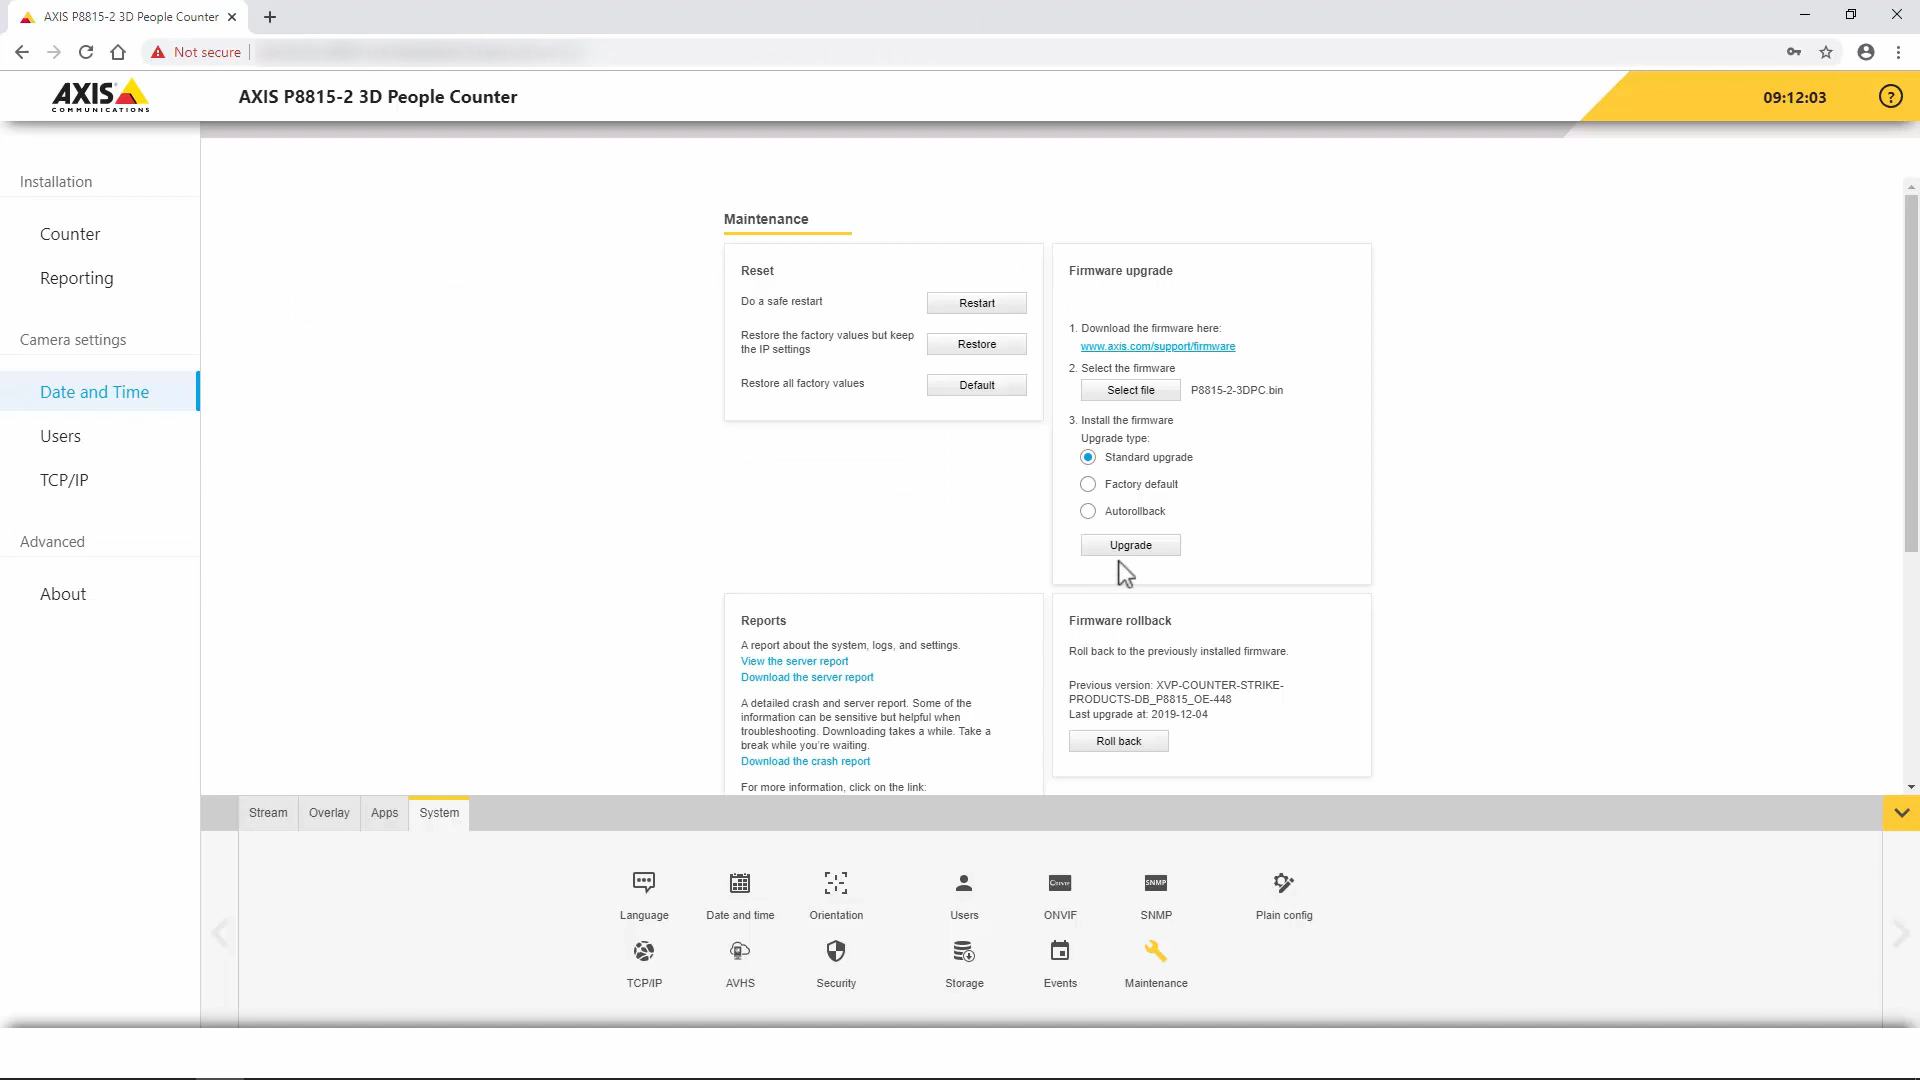 AXIS P8815-2 3D People Counter
Not secure
AXIS
COMMUNICATIONS
AXIS P8815-2 3D People Counter
09:12:03
?
Installation
Counter
Reporting
Camera settings
Date and Time
Users
TCP/IP
Advanced
About
Maintenance
Reset
Do a safe restart
Restart
Restore the factory values but keep
the IP settings
Restore
Restore all factory values
Default
Firmware upgrade
1. Download the firmware here:
www.axis.com/support/firmware
2. Select the firmware
Select file
P8815-2-3DPC.bin
3. Install the firmware
Upgrade type:
Standard upgrade
Factory default
Autorollback
Upgrade
Reports
A report about the system, logs, and settings.
View the server report
Download the server report
A detailed crash and server report. Some of the
information can be sensitive but helpful when
troubleshooting. Downloading takes a while. Take a
break while you're waiting.
Download the crash report
For more information, click on the link:
Firmware rollback
Roll back to the previously installed firmware.
Previous version: XVP-COUNTER-STRIKE-
PRODUCTS-DB_P8815_OE-448
Last upgrade at: 2019-12-04
Roll back
Stream
Overlay
Apps
System
Language
Date and time
Orientation
Users
ONVIF
ONVIF
SNMP
SNMP
Plain config
TCP/IP
AVHS
Security
Storage
Events
Maintenance